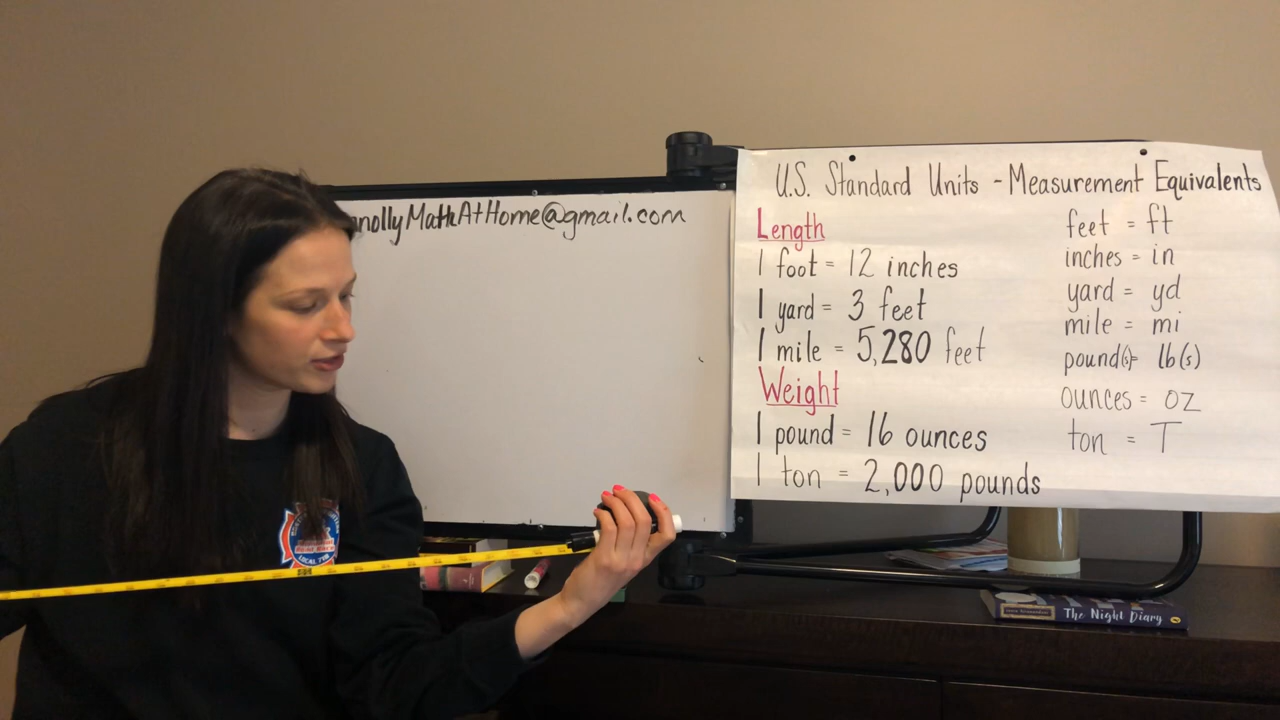 nollyMathAtHome@gmail.com
U.S. Standard Units - Measurement Equivalents
Length
1 foot = 12 inches
1 yard = 3 feet
1 mile = 5,280 feet
Weight
1 pound = 16 ounces
1 ton = 2,000 pounds
feet = ft
inches = in
yard = yd
mile = mi
pound(s)= lb(s)
ounces = oz
ton = T
The Night Diary